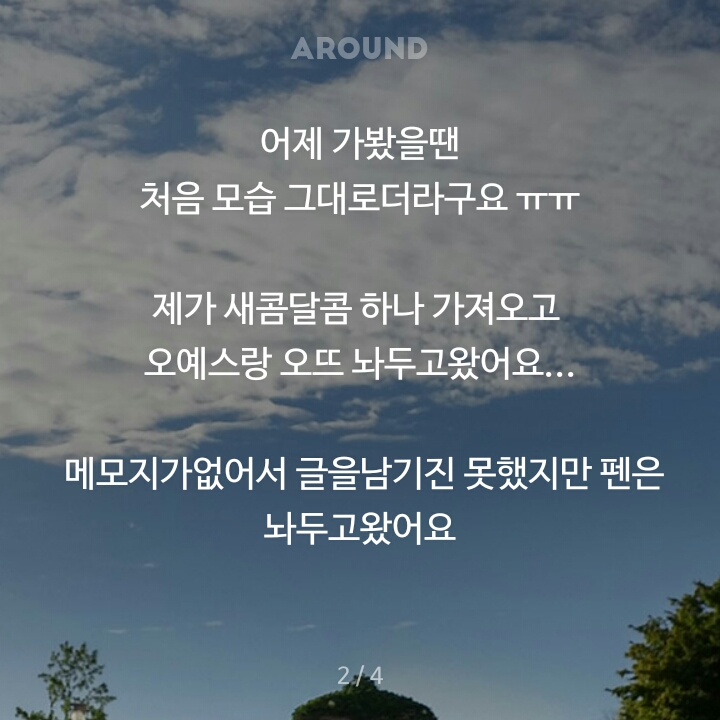 AROUND
어제 가봤을땐
처음 모습 그대로더라구요 ㅠㅠ
제가 새콤달콤 하나 가져오고
오예스랑 오뜨 놔두고왔어요...
메모지가없어서 글을남기진 못했지만 펜은
놔두고왔어요
2 / 4